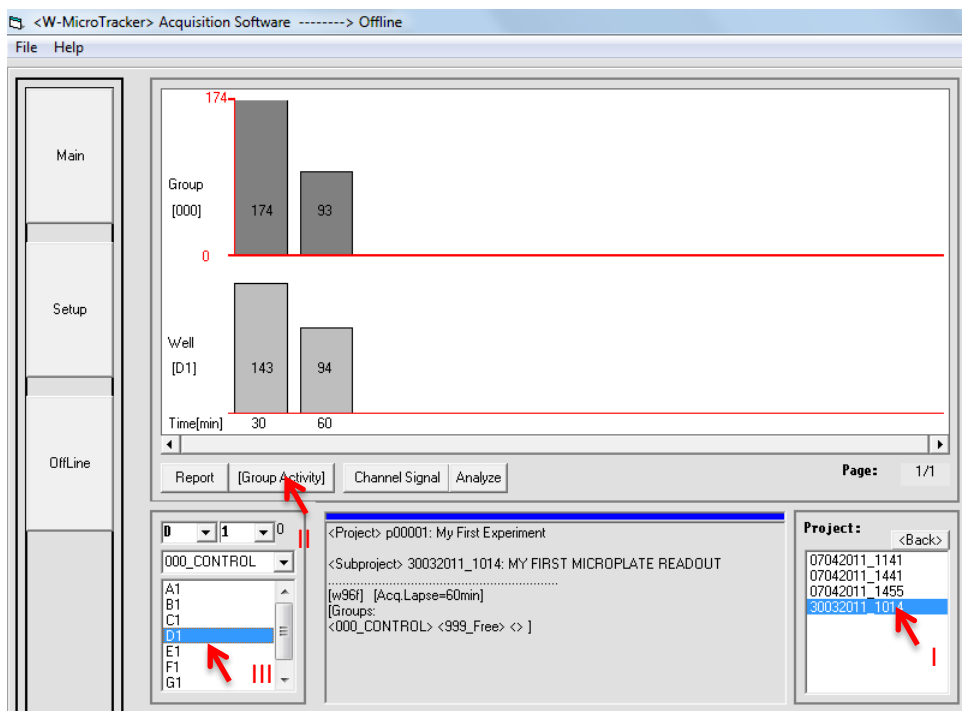 <W-MicroTracker> Acquisition Software --------> Offline
File Help
Main
Setup
OffLine
174
Group
[000]
174 93
0
Well
[D1]
143 94
Time[min] 30 60
Report [Group Activity] Channel Signal Analyze Page: 1/1
II
D 1 0
000_CONTROL
A1
B1
C1
D1
E1
F1
G1
III
<Project> p00001: My First Experiment
<Subproject> 30032011_1014: MY FIRST MICROPLATE READOUT
[w96f] [Acq.Lapse=60min]
[Groups:
<000_CONTROL> <999_Free> <> ]
Project:
<Back>
07042011_1141
07042011_1441
07042011_1455
30032011_1014
I